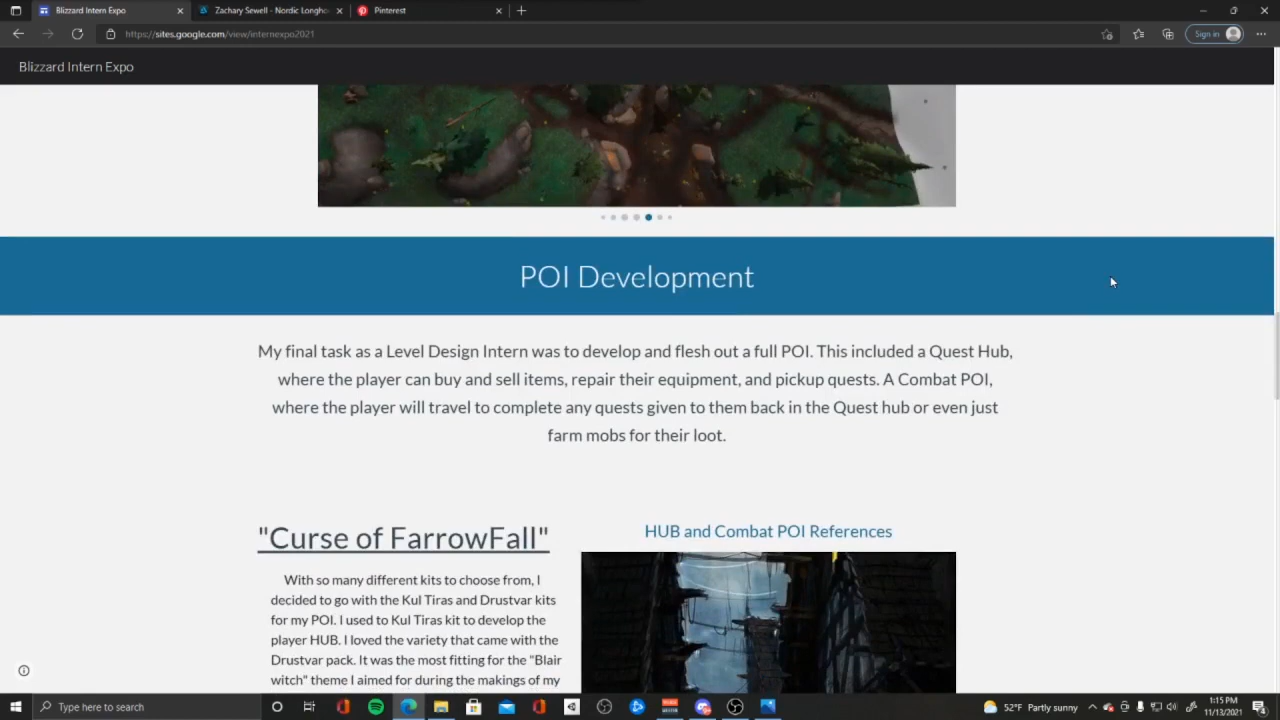 Blizzard Intern Expo
Zachary Sewell - Nordic Longho
Pinterest
https://sites.google.com/view/internexpo2021
Sign in
Blizzard Intern Expo
POI Development
My final task as a Level Design Intern was to develop and flesh out a full POI. This included a Quest Hub,
where the player can buy and sell items, repair their equipment, and pickup quests. A Combat POI,
where the player will travel to complete any quests given to them back in the Quest hub or even just
farm mobs for their loot.
"Curse of FarrowFall"
HUB and Combat POI References
With so many different kits to choose from, I
decided to go with the Kul Tiras and Drustvar kits
for my POI. I used to Kul Tiras kit to develop the
player HUB. I loved the variety that came with the
Drustvar pack. It was the most fitting for the "Blair
witch" theme I aimed for during the makings of my
Type here to search
52°F Partly sunny
1:15 PM
11/13/2021